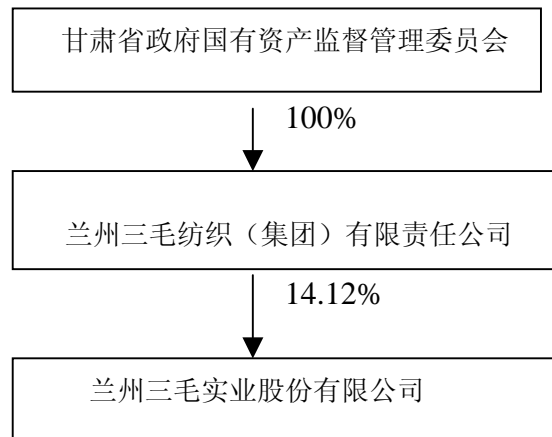 甘肃省政府国有资产监督管理委员会
100%
兰州三毛纺织（集团）有限责任公司
14.12%
兰州三毛实业股份有限公司